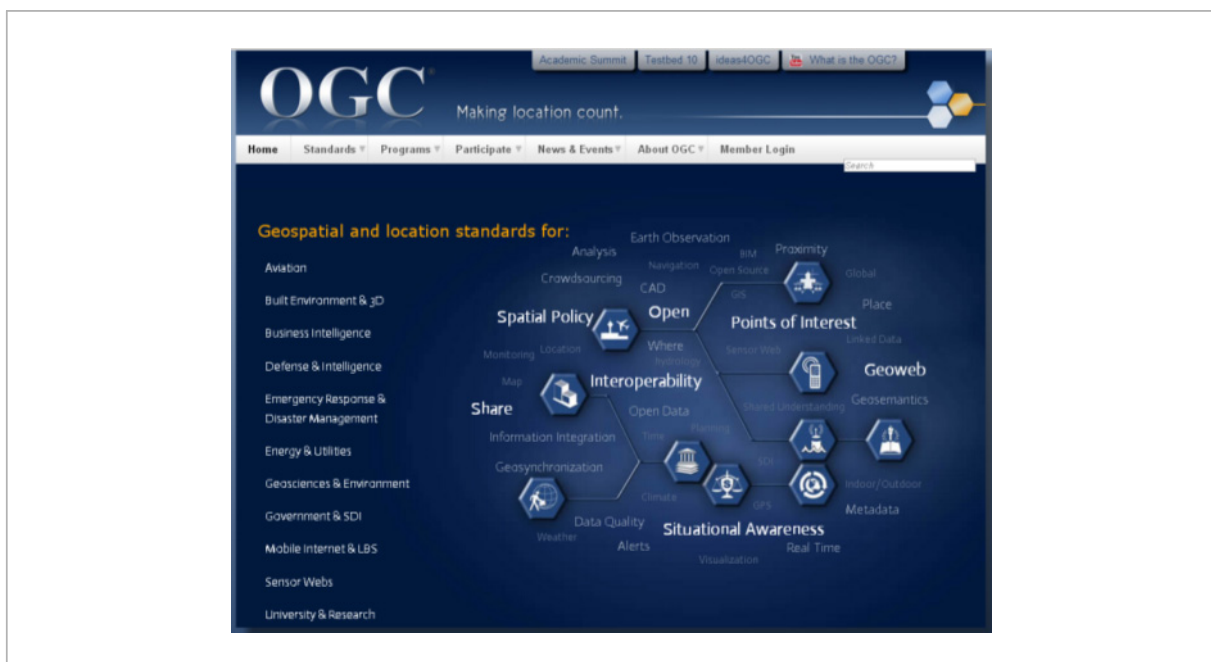 Academic Summit
Testbed 10
ideas4OGC
What is the OGC?
OGC
Making location count.
Home
Standards
Programs
Participate
News & Events
About OGC
Member Login
Search
Geospatial and location standards for:
Aviation
Built Environment & 3D
Business Intelligence
Defense & Intelligence
Emergency Response &
Disaster Management
Energy & Utilities
Geosciences & Environment
Government & SDI
Mobile Internet & LBS
Sensor Webs
University & Research
Earth Observation
Analysis
BIM
Proximity
Navigation
Open Source
Global
Crowdsourcing
CAD
GIS
Place
Spatial Policy
Open
Points of Interest
Linked Data
Where
Sensor Web
Monitoring
Location
hydrology
Geoweb
Map
Interoperability
Geosemantics
Share
Open Data
Shared Understanding
Information Integration
Time
Planning
Geosynchronization
SDI
Climate
Indoor/Outdoor
GPS
Metadata
Data Quality
Situational Awareness
Weather
Alerts
Real Time
Visualization